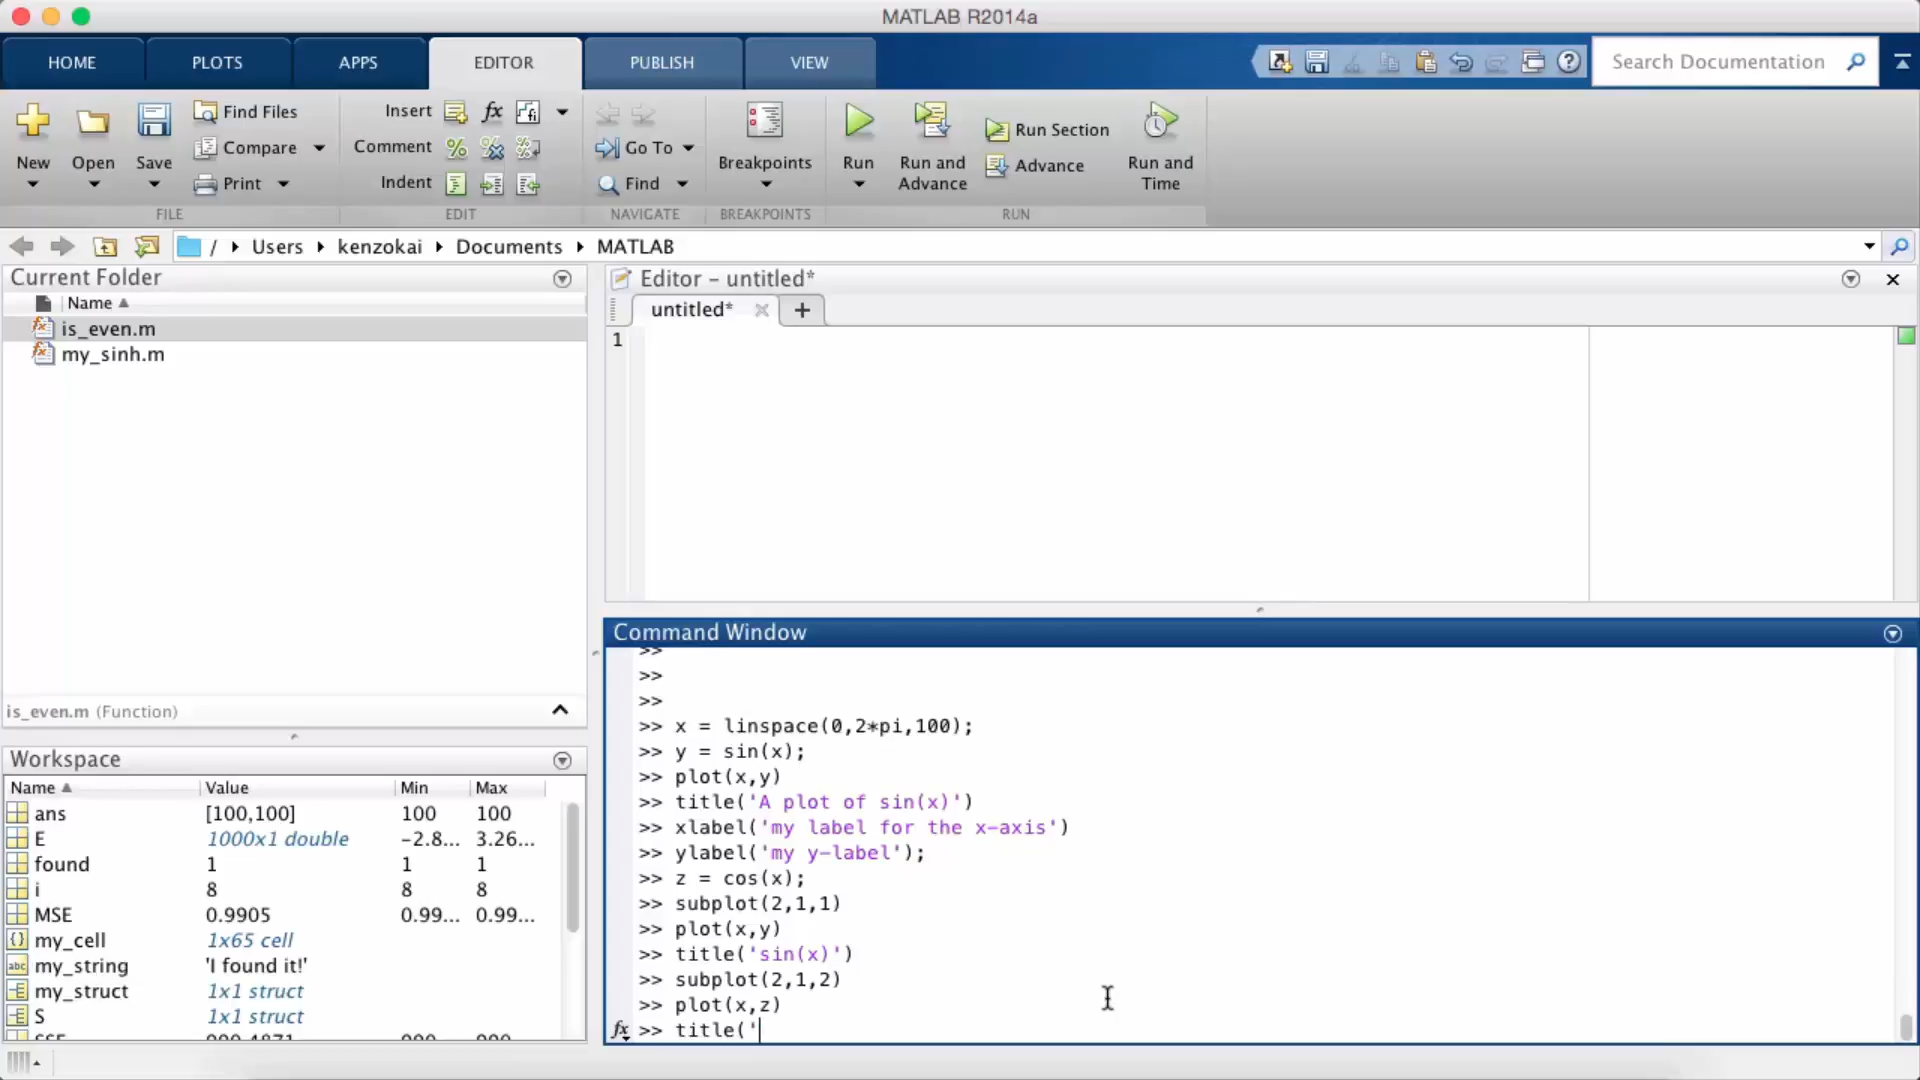 MATLAB R2014a
HOME
PLOTS
APPS
EDITOR
PUBLISH
VIEW
Search Documentation
New
Open
Save
Find Files
Compare
Print
FILE
Insert
fx
fi
Comment
%
Indent
EDIT
Go To
Find
NAVIGATE
Breakpoints
BREAKPOINTS
Run
Run and Advance
Run Section
Advance
Run and Time
RUN
/ Users kenzokai Documents MATLAB
Current Folder
Name
is_even.m
my_sinh.m
is_even.m (Function)
Workspace
Name Value Min Max
ans [100,100] 100 100
E 1000x1 double -2.8... 3.26...
found 1 1 1
i 8 8 8
MSE 0.9905 0.99... 0.99...
my_cell 1x65 cell
my_string 'I found it!'
my_struct 1x1 struct
S 1x1 struct
Editor – untitled*
untitled*
+
1
Command Window
>>
>>
>>
>> x = linspace(0,2*pi,100);
>> y = sin(x);
>> plot(x,y)
>> title('A plot of sin(x)')
>> xlabel('my label for the x-axis')
>> ylabel('my y-label');
>> z = cos(x);
>> subplot(2,1,1)
>> plot(x,y)
>> title('sin(x)')
>> subplot(2,1,2)
>> plot(x,z)
fx >> title('